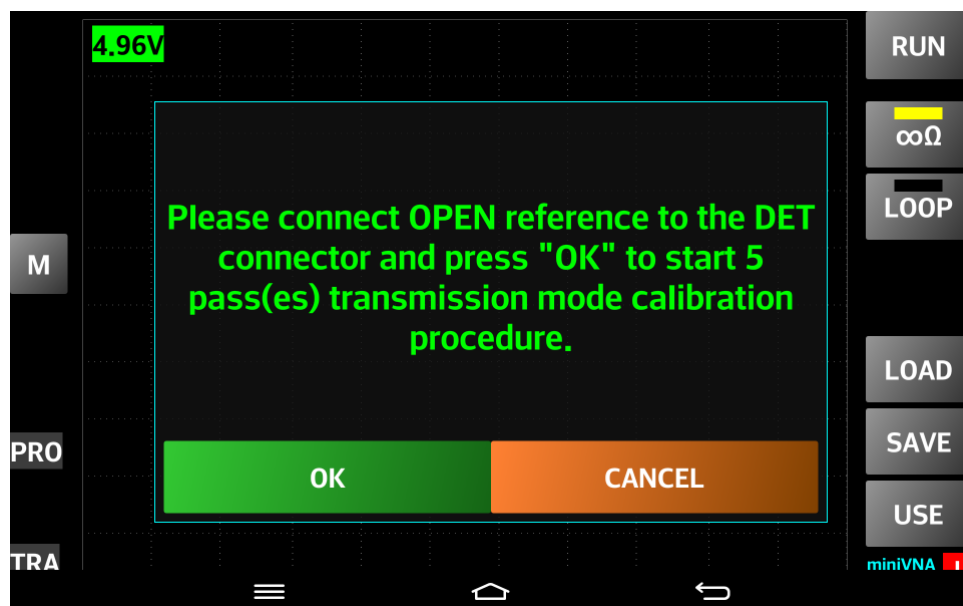 4.96V
RUN
∞Ω
LOOP
Please connect OPEN reference to the DET
connector and press "OK" to start 5
pass(es) transmission mode calibration
procedure.
M
LOAD
PRO
SAVE
OK
CANCEL
USE
TRA
miniVNA